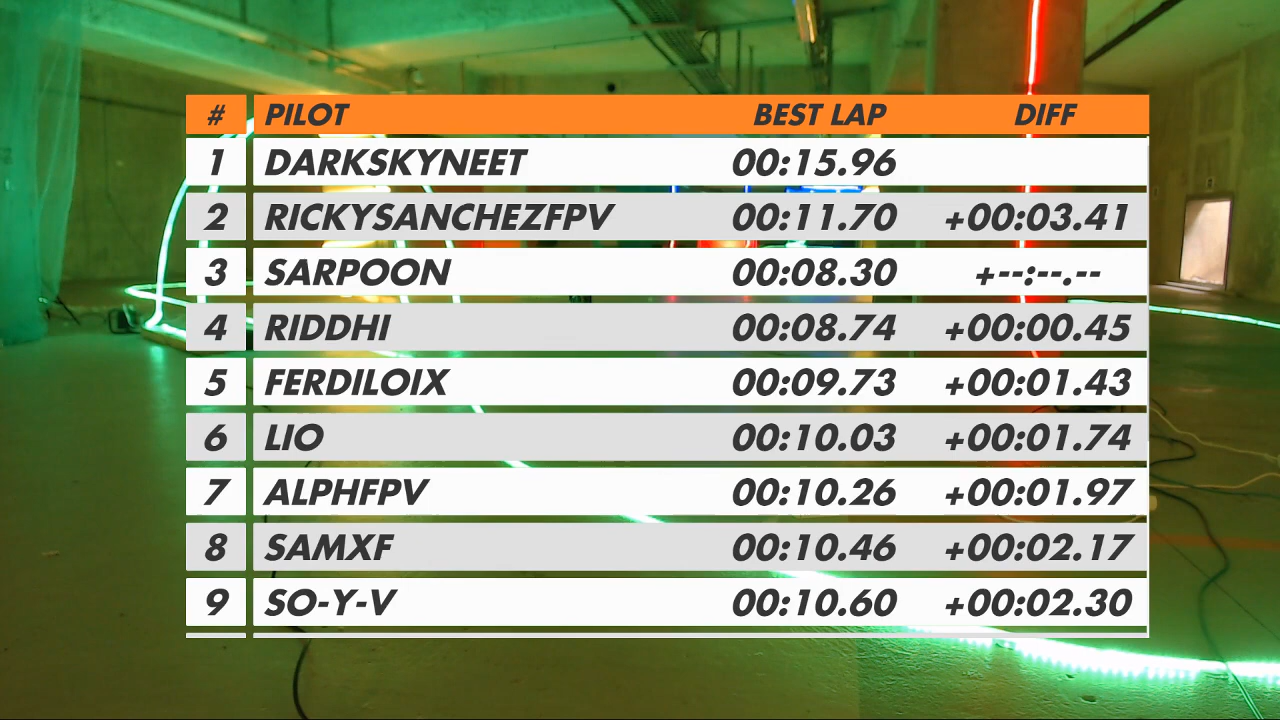 # PILOT BEST LAP DIFF
1 DARKSKYNEET 00:15.96
2 RICKYSANCHEZFPV 00:11.70 +00:03.41
3 SARPOON 00:08.30 +--:--.--
4 RIDDHI 00:08.74 +00:00.45
5 FERDILOIX 00:09.73 +00:01.43
6 LIO 00:10.03 +00:01.74
7 ALPHFPV 00:10.26 +00:01.97
8 SAMXF 00:10.46 +00:02.17
9 SO-Y-V 00:10.60 +00:02.30